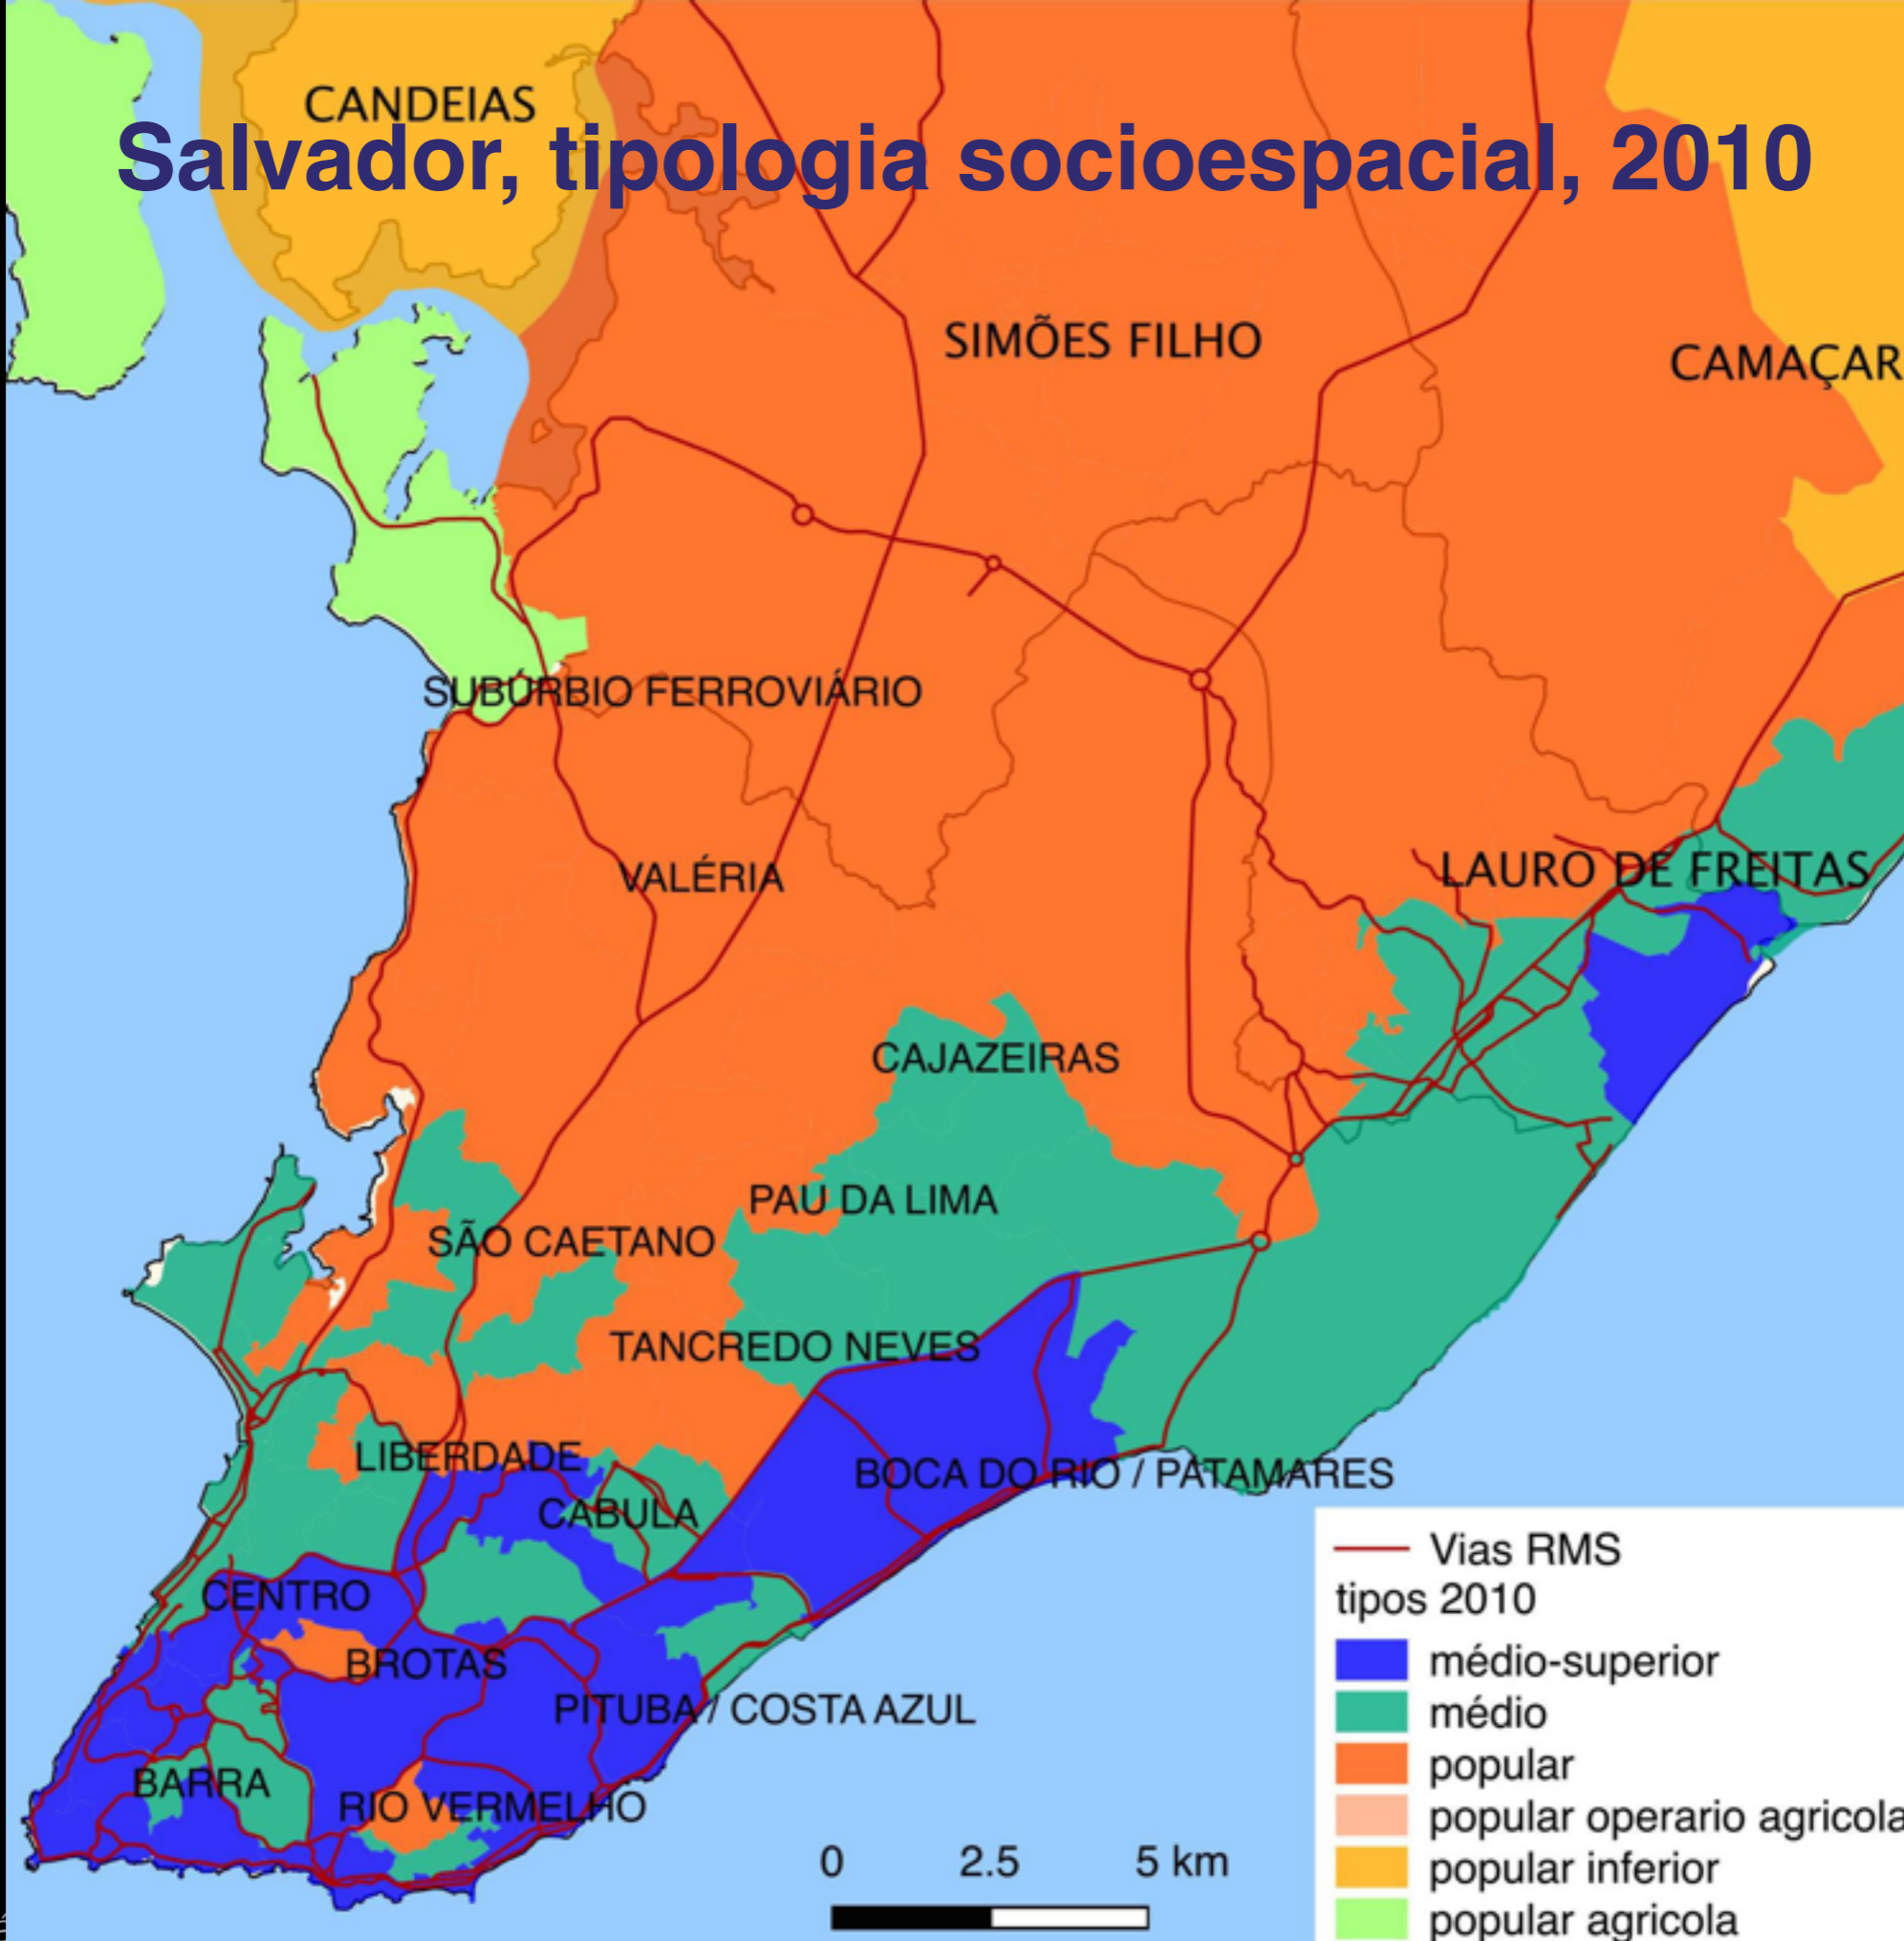 CANDEIAS
Salvador, tipologia socioespacial, 2010
SIMÕES FILHO
CAMAÇAR
SUBÚRBIO FERROVIÁRIO
VALÉRIA
LAURO DE FREITAS
CAJAZEIRAS
PAU DA LIMA
SÃO CAETANO
TANCREDO NEVES
LIBERDADE
BOCA DO RIO / PATAMARES
CABULA
CENTRO
BROTAS
PITUBA / COSTA AZUL
BARRA
RIO VERMELHO
0 2.5 5 km
Vias RMS
tipos 2010
médio-superior
médio
popular
popular operario agricola
popular inferior
popular agricola